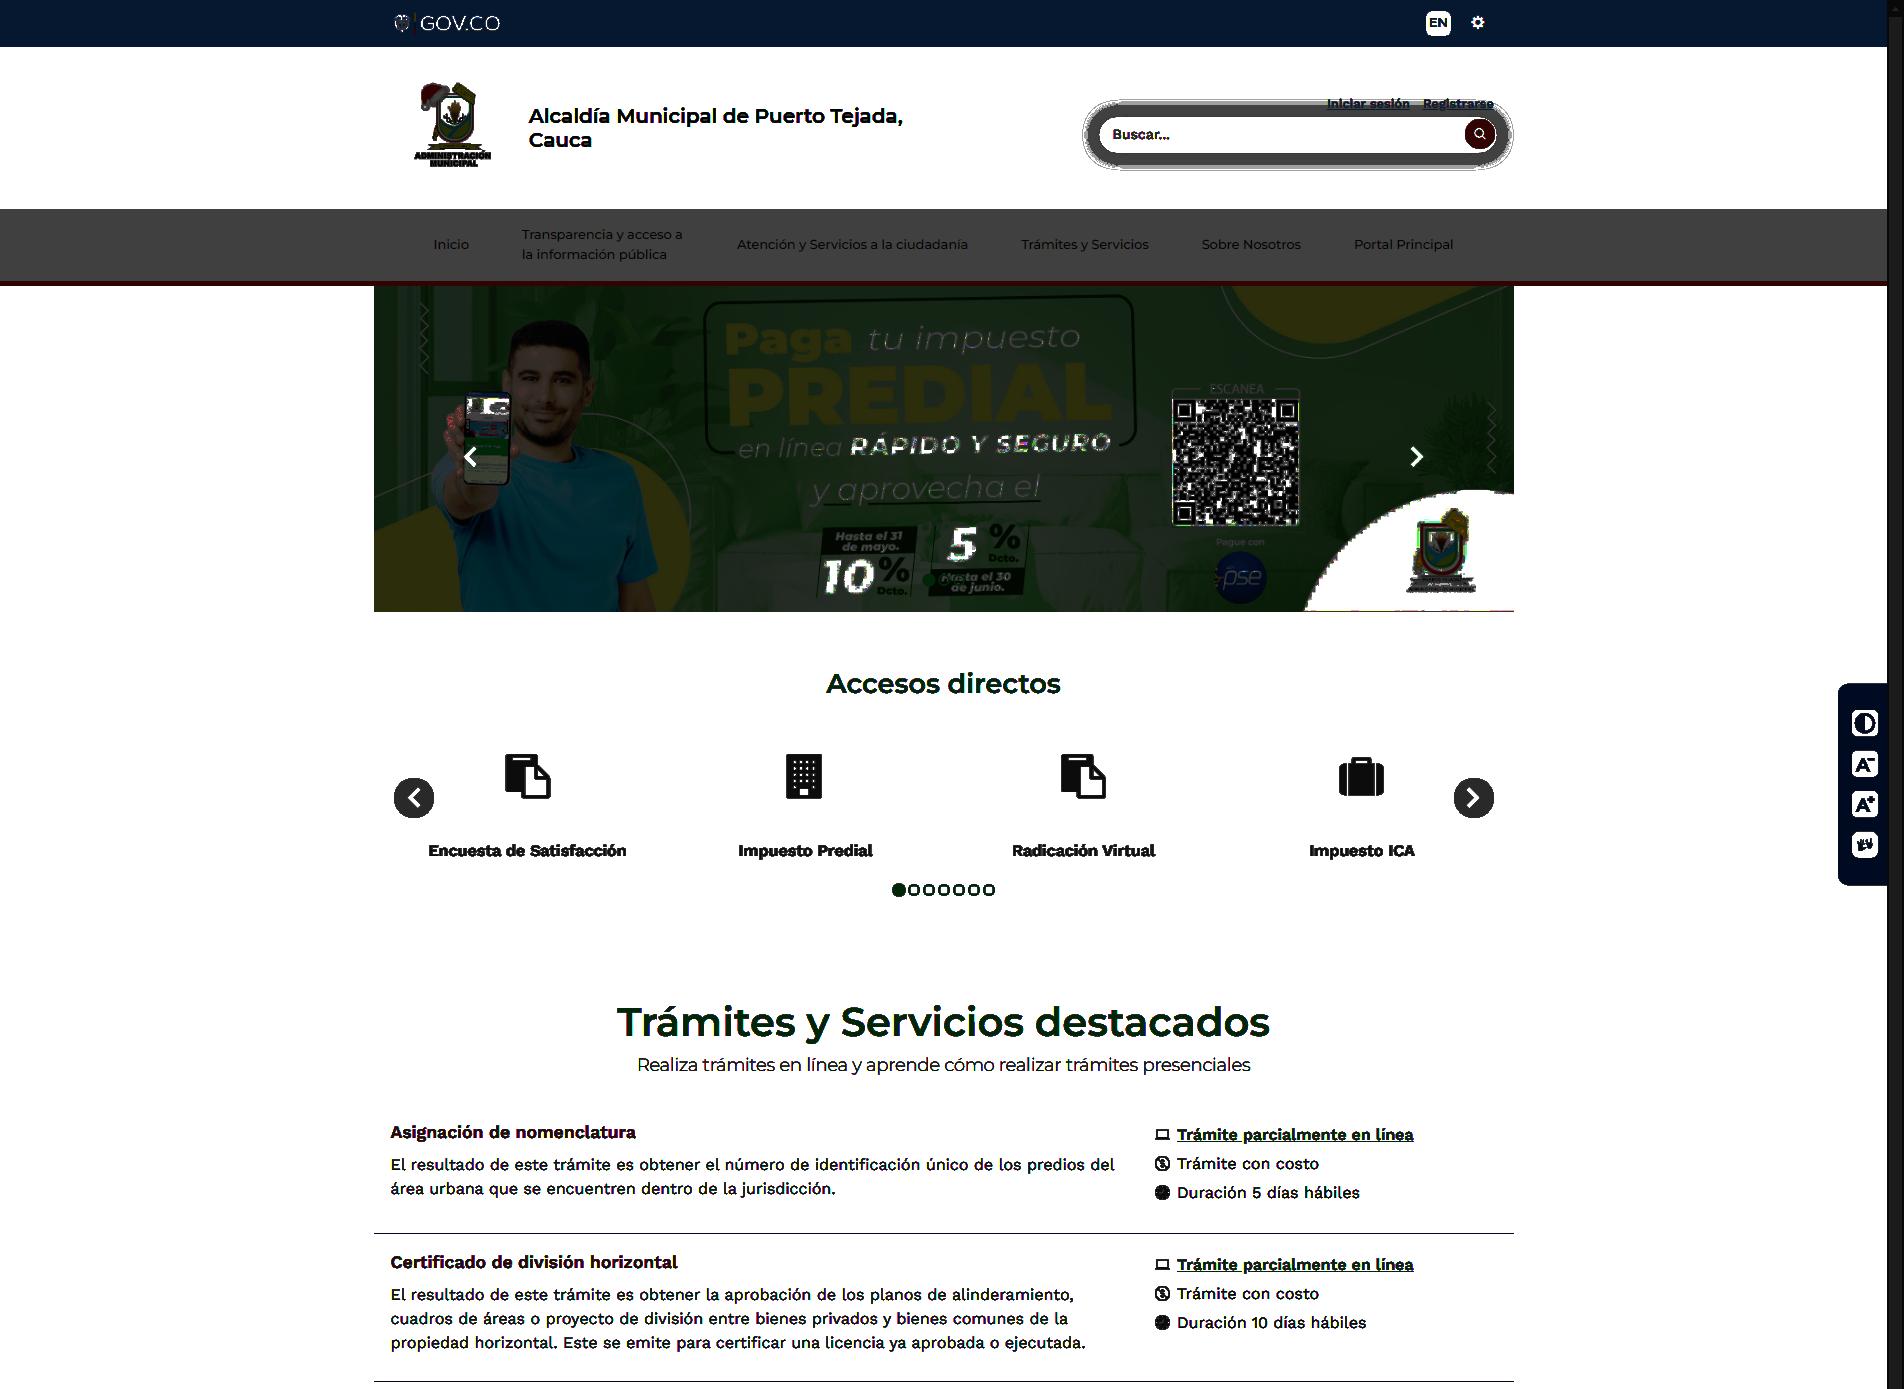 GOV.CO
EN
ADMINISTRACIÓN
MUNICIPAL
Alcaldía Municipal de Puerto Tejada,
Cauca
Iniciar sesión Registrarse
Buscar...
Inicio
Transparencia y acceso a
la información pública
Atención y Servicios a la ciudadanía
Trámites y Servicios
Sobre Nosotros
Portal Principal
Paga tu impuesto
PREDIAL
en línea RÁPIDO Y SEGURO
y aprovecha el
Hasta el 31
de mayo.
10% Dcto.
5% Dcto.
Hasta el 30
de junio.
ESCANEA
Pague con
pse
Accesos directos
Encuesta de Satisfacción
Impuesto Predial
Radicación Virtual
Impuesto ICA
A-
A+
Trámites y Servicios destacados
Realiza trámites en línea y aprende cómo realizar trámites presenciales
Asignación de nomenclatura
El resultado de este trámite es obtener el número de identificación único de los predios del
área urbana que se encuentren dentro de la jurisdicción.
Trámite parcialmente en línea
Trámite con costo
Duración 5 días hábiles
Certificado de división horizontal
El resultado de este trámite es obtener la aprobación de los planos de alinderamiento,
cuadros de áreas o proyecto de división entre bienes privados y bienes comunes de la
propiedad horizontal. Este se emite para certificar una licencia ya aprobada o ejecutada.
Trámite parcialmente en línea
Trámite con costo
Duración 10 días hábiles